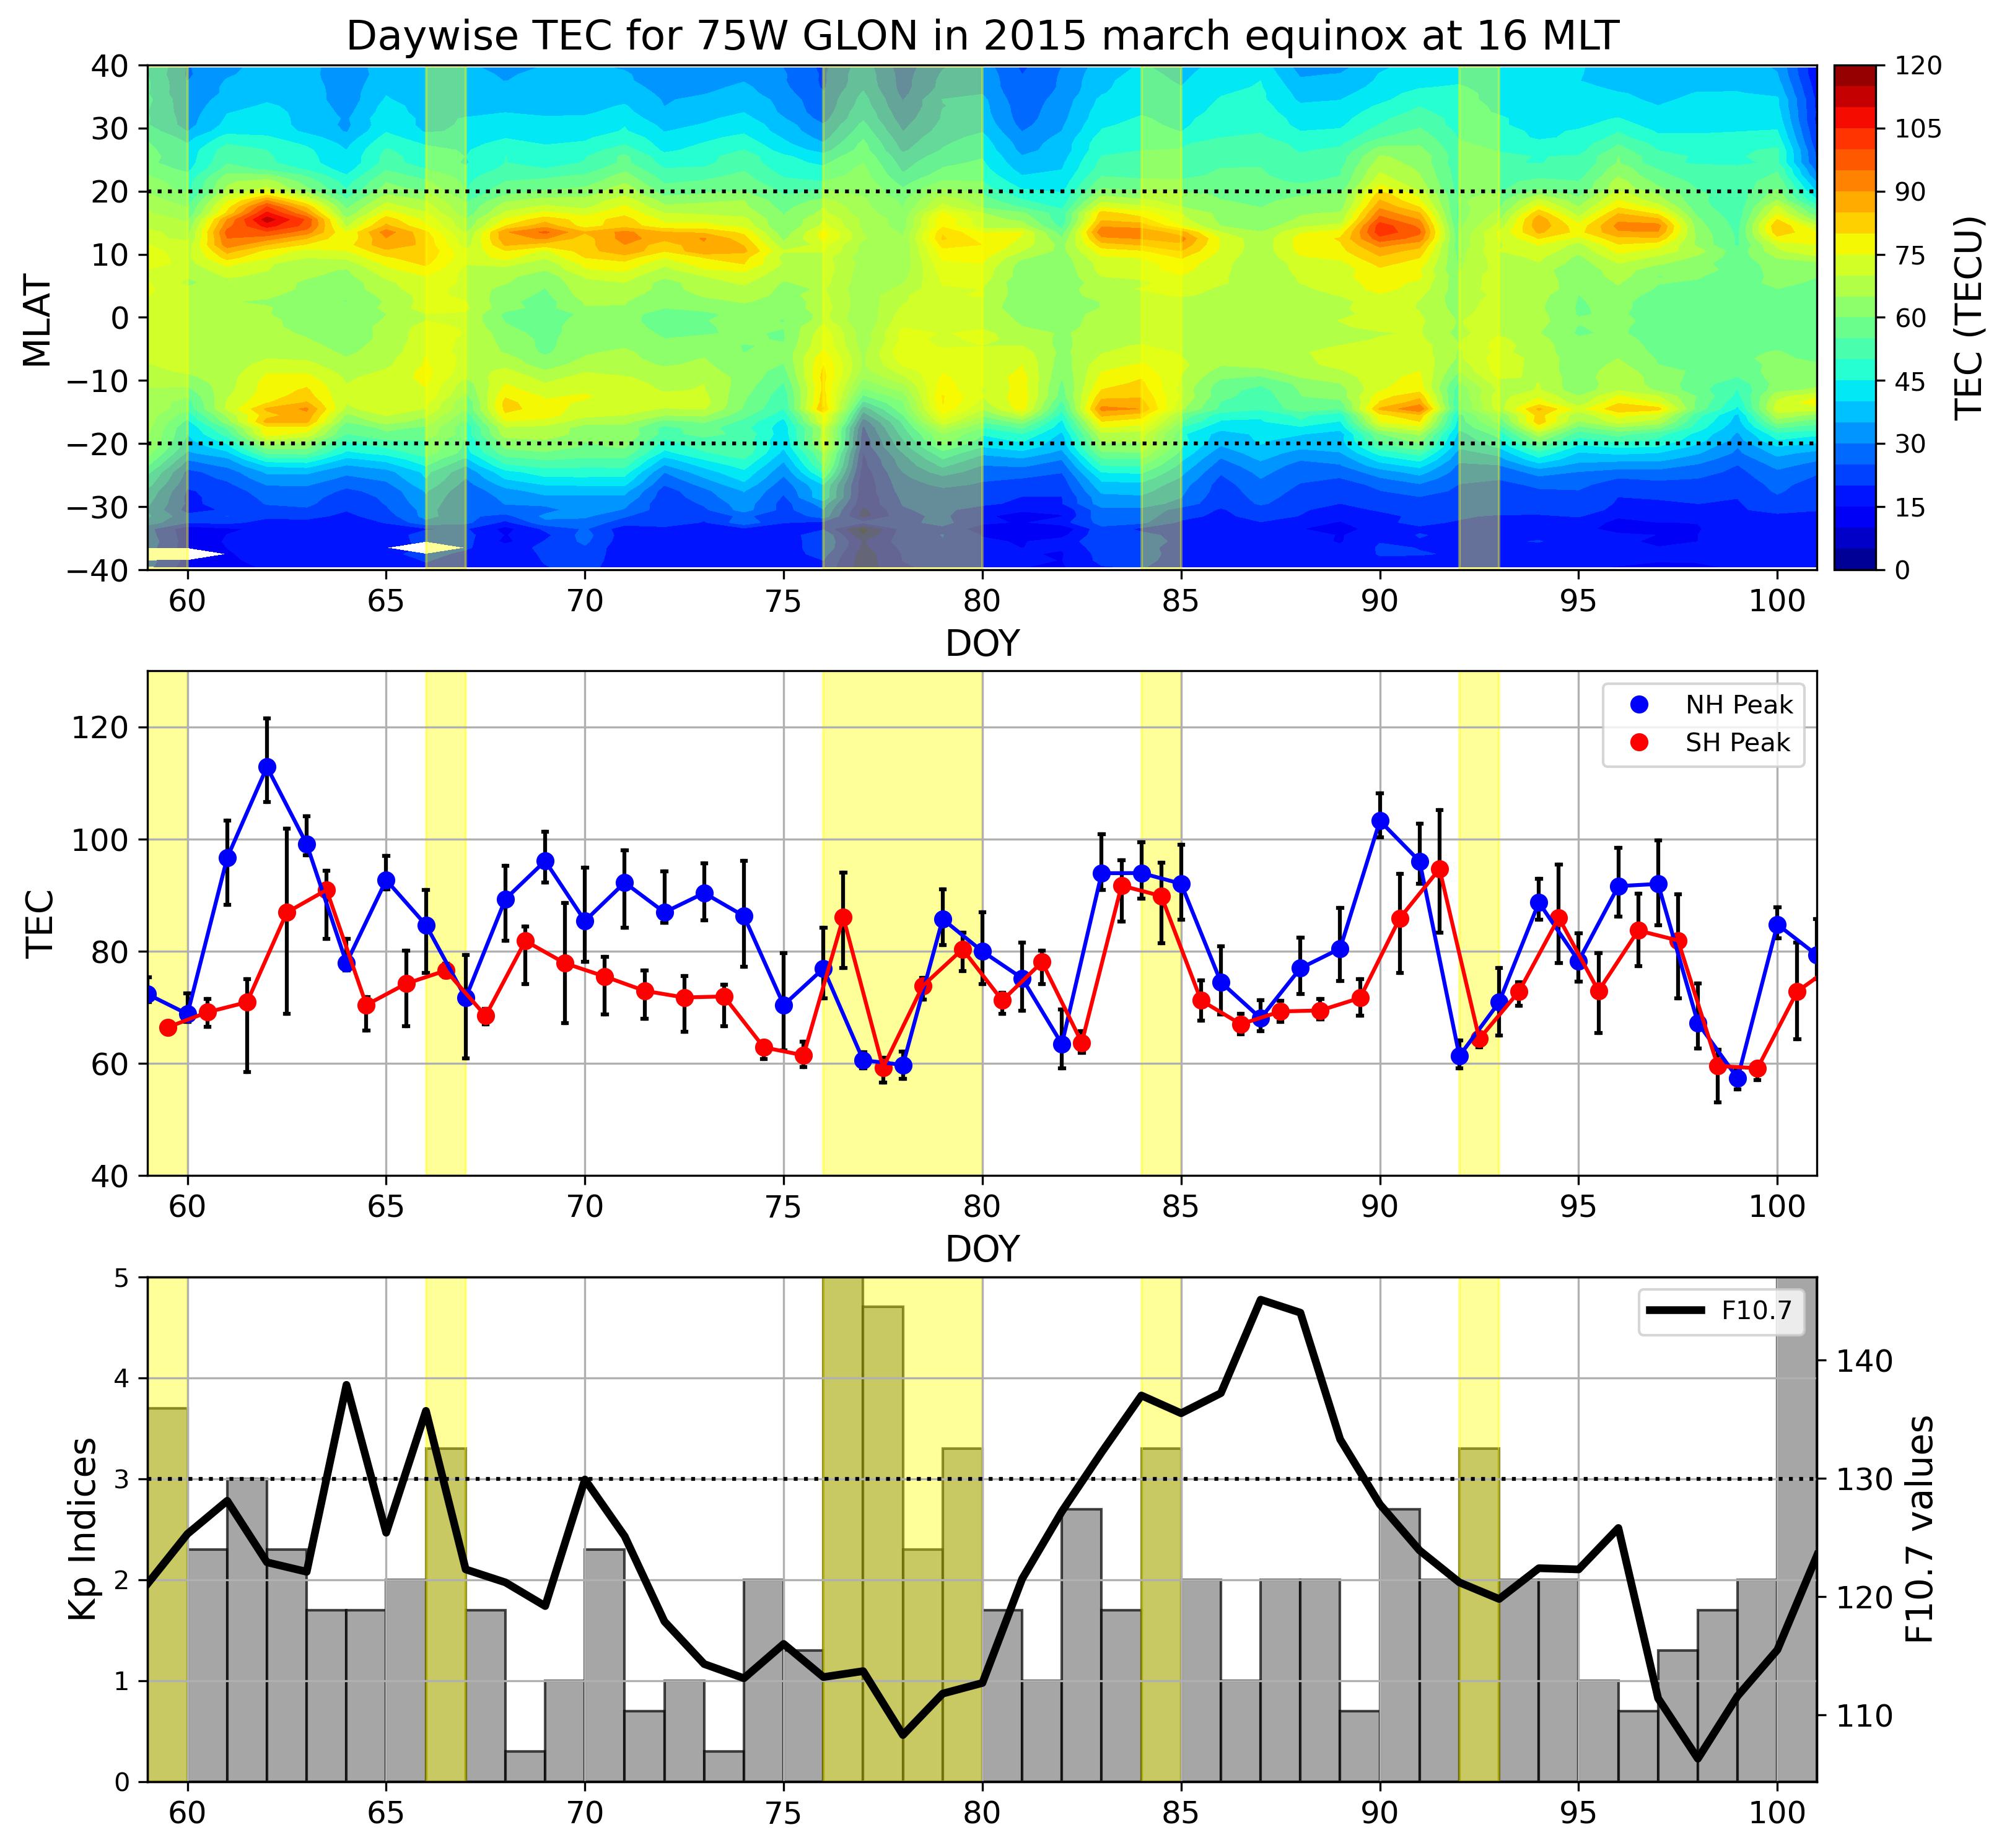 Daywise TEC for 75W GLON in 2015 march equinox at 16 MLT
40
30
20
10
0
−10
−20
−30
−40
MLAT
60 65 70 75 80 85 90 95 100
DOY
120
105
90
75
60
45
30
15
0
TEC (TECU)
120
100
80
60
40
TEC
NH Peak
SH Peak
60 65 70 75 80 85 90 95 100
DOY
5
4
3
2
1
0
Kp Indices
F10.7
140
130
120
110
F10.7 values
60 65 70 75 80 85 90 95 100